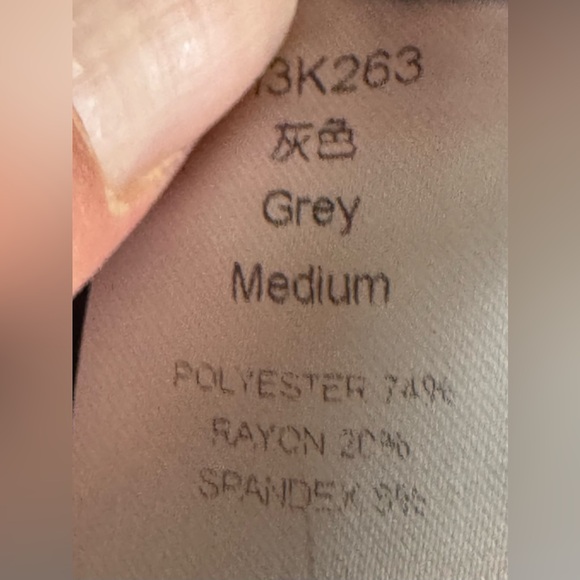 3K263
灰色
Grey
Medium
POLYESTER 74%
RAYON 20%
SPANDEX 6%